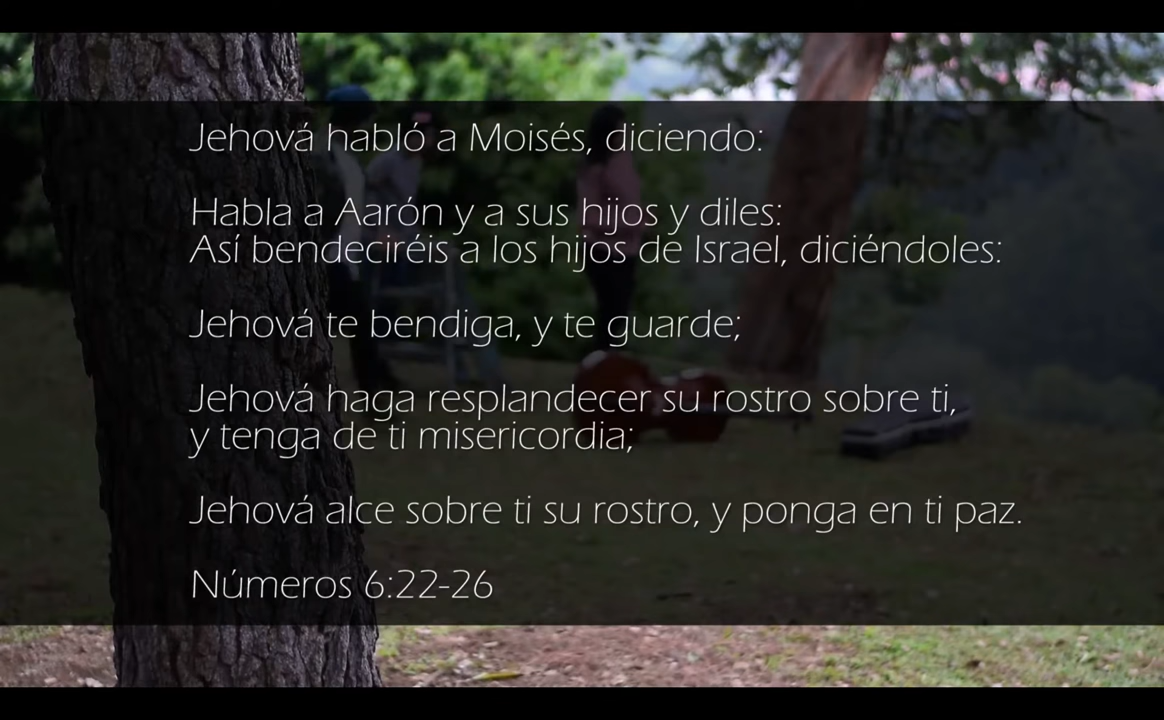 Jehová habló a Moisés, diciendo:
Habla a Aarón y a sus hijos y diles:
Así bendeciréis a los hijos de Israel, diciéndoles:
Jehová te bendiga, y te guarde;
Jehová haga resplandecer su rostro sobre ti,
y tenga de ti misericordia;
Jehová alce sobre ti su rostro, y ponga en ti paz.
Números 6:22-26